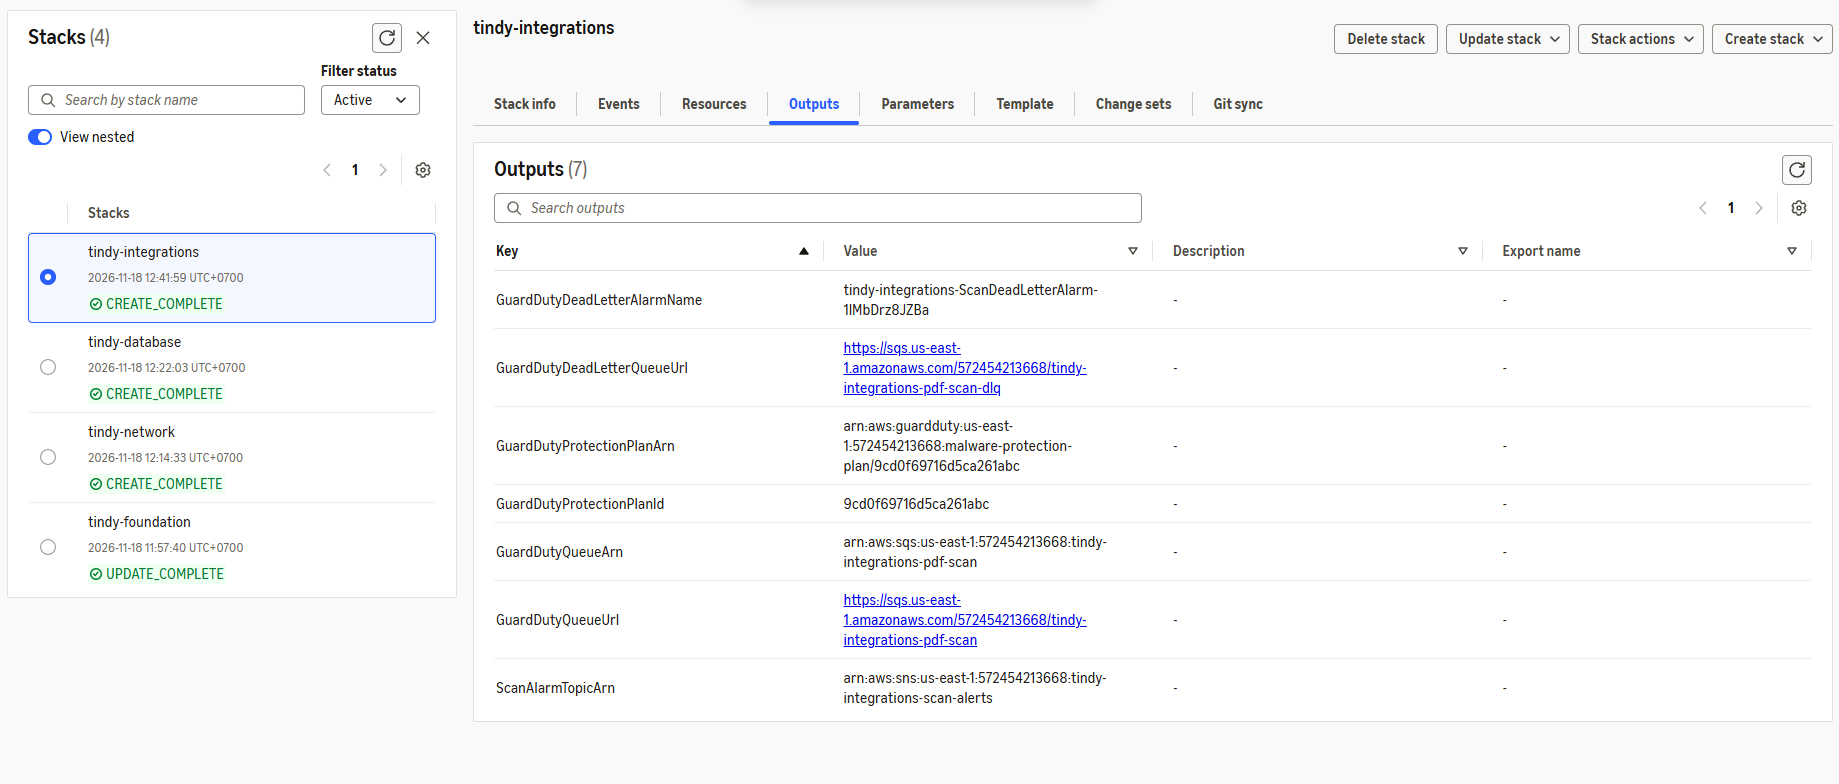 Stacks (4)
Filter status
Search by stack name
Active
View nested
1
Stacks
tindy-integrations
2026-11-18 12:41:59 UTC+0700
CREATE_COMPLETE
tindy-database
2026-11-18 12:22:03 UTC+0700
CREATE_COMPLETE
tindy-network
2026-11-18 12:14:33 UTC+0700
CREATE_COMPLETE
tindy-foundation
2026-11-18 11:57:40 UTC+0700
UPDATE_COMPLETE
tindy-integrations
Delete stack
Update stack
Stack actions
Create stack
Stack info
Events
Resources
Outputs
Parameters
Template
Change sets
Git sync
Outputs (7)
Search outputs
1
Key
Value
Description
Export name
GuardDutyDeadLetterAlarmName
tindy-integrations-ScanDeadLetterAlarm-
1IMbDrz8JZBa
-
-
GuardDutyDeadLetterQueueUrl
https://sqs.us-east-
1.amazonaws.com/572454213668/tindy-
integrations-pdf-scan-dlq
-
-
GuardDutyProtectionPlanArn
arn:aws:guardduty:us-east-
1:572454213668:malware-protection-
plan/9cd0f69716d5ca261abc
-
-
GuardDutyProtectionPlanId
9cd0f69716d5ca261abc
-
-
GuardDutyQueueArn
arn:aws:sqs:us-east-1:572454213668:tindy-
integrations-pdf-scan
-
-
GuardDutyQueueUrl
https://sqs.us-east-
1.amazonaws.com/572454213668/tindy-
integrations-pdf-scan
-
-
ScanAlarmTopicArn
arn:aws:sns:us-east-1:572454213668:tindy-
integrations-scan-alerts
-
-